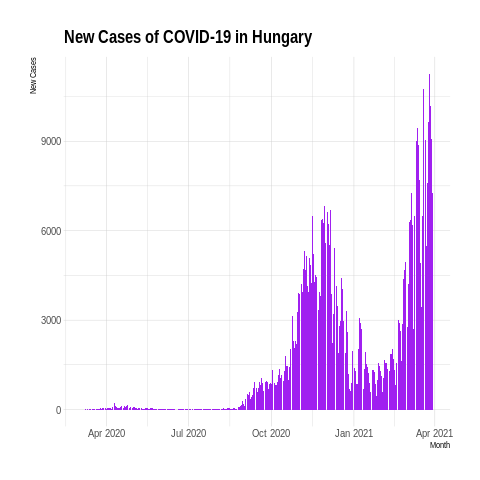 New Cases of COVID-19 in Hungary
New Cases
9000
6000
3000
0
Apr 2020 Jul 2020 Oct 2020 Jan 2021 Apr 2021
Month